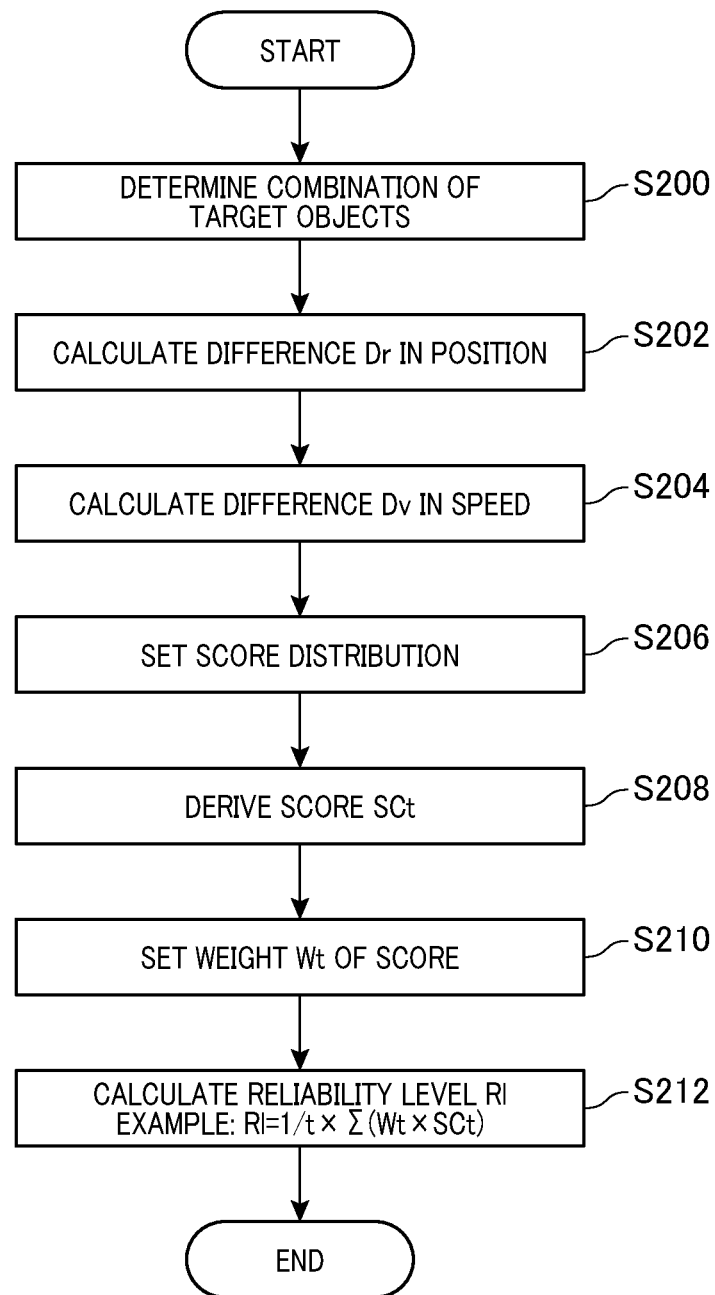 START
DETERMINE COMBINATION OF
TARGET OBJECTS
S200
CALCULATE DIFFERENCE Dr IN POSITION
S202
CALCULATE DIFFERENCE Dv IN SPEED
S204
SET SCORE DISTRIBUTION
S206
DERIVE SCORE SCt
S208
SET WEIGHT Wt OF SCORE
S210
CALCULATE RELIABILITY LEVEL Rl
EXAMPLE: Rl=1/t× Σ(Wt×SCt)
S212
END